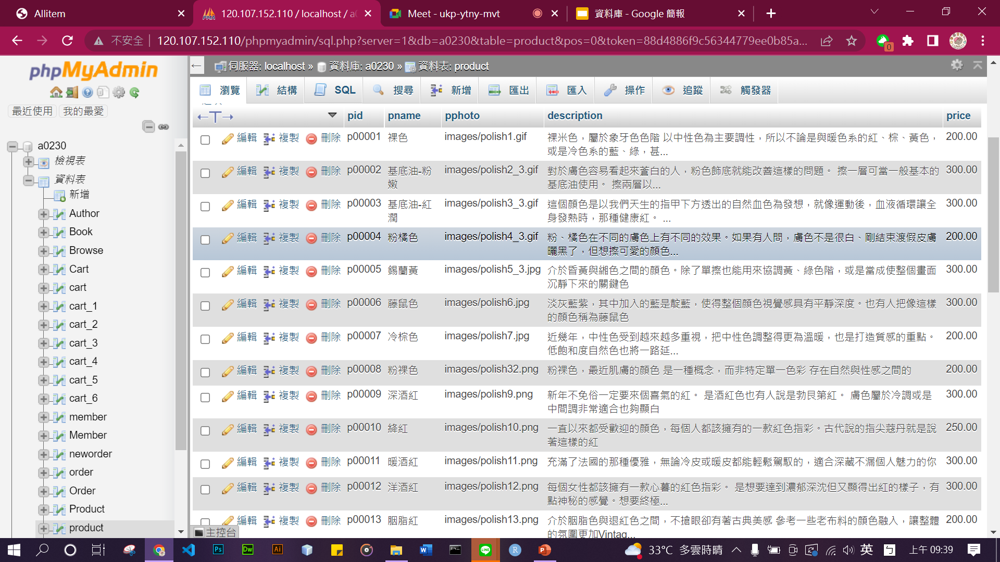 Allitem
120.107.152.110 / localhost / a0
Meet - ukp-ytny-mvt
資料庫 - Google 簡報
不安全
120.107.152.110/phpmyadmin/sql.php?server=1&db=a0230&table=product&pos=0&token=88d4886f9c56344779ee0b85a...
0
phpMyAdmin
最近使用 我的最愛
a0230
檢視表
資料表
新增
Author
Book
Browse
Cart
cart
cart_1
cart_2
cart_3
cart_4
cart_5
cart_6
member
Member
neworder
order
Order
Product
product
伺服器: localhost » 資料庫: a0230 » 資料表: product
瀏覽 結構 SQL 搜尋 新增 匯出 匯入 操作 追蹤 觸發器
←T→ pid pname pphoto description price
編輯 複製 刪除 p00001 裸色 images/polish1.gif 裸米色，屬於象牙色色階 以中性色為主要調性，所以不論是與暖色系的紅、棕、黃色， 200.00
或是冷色系的藍、綠，甚...
編輯 複製 刪除 p00002 基底油-粉 images/polish2_3.gif 對於膚色容易看起來蒼白的人，粉色飾底就能改善這樣的問題。 擦一層可當一般基本的 300.00
嫩 基底油使用。 擦兩層以...
編輯 複製 刪除 p00003 基底油-紅 images/polish3_3.gif 這個顏色是以我們天生的指甲下方透出的自然血色為發想，就像運動後，血液循環讓全 300.00
潤 身發熱時，那種健康紅。 ...
編輯 複製 刪除 p00004 粉橘色 images/polish4_3.gif 粉、橘色在不同的膚色上有不同的效果。如果有人問，膚色不是很白、剛結束渡假皮膚 200.00
曬黑了，但想擦可愛的顏色...
編輯 複製 刪除 p00005 錫蘭黃 images/polish5_3.jpg 介於昏黃與緗色之間的顏色。除了單擦也能用來協調黃、綠色階，或是當成使整個畫面 300.00
沉靜下來的關鍵色
編輯 複製 刪除 p00006 藤鼠色 images/polish6.jpg 淡灰藍紫，其中加入的藍是靛藍，使得整個顏色視覺感具有平靜深度。也有人把像這樣 300.00
的顏色稱為藤鼠色
編輯 複製 刪除 p00007 冷棕色 images/polish7.jpg 近幾年，中性色受到越來越多重視，把中性色調整得更為溫暖，也是打造質感的重點。 200.00
低飽和度自然色也將一路延...
編輯 複製 刪除 p00008 粉裸色 images/polish32.png 粉裸色，最近肌膚的顏色 是一種概念，而非特定單一色彩 存在自然與性感之間的 200.00
編輯 複製 刪除 p00009 深酒紅 images/polish9.png 新年不免俗一定要來個喜氣的紅。 是酒紅色也有人說是勃艮第紅。 膚色屬於冷調或是 300.00
中間調非常適合也夠顯白
編輯 複製 刪除 p00010 絳紅 images/polish10.png 一直以來都受歡迎的顏色，每個人都該擁有的一款紅色指彩。古代說的指尖蔻丹就是說 250.00
著這樣的紅
編輯 複製 刪除 p00011 暖酒紅 images/polish11.png 充滿了法國的那種優雅，無論冷皮或暖皮都能輕鬆駕馭的，適合深藏不漏個人魅力的你 300.00
編輯 複製 刪除 p00012 洋酒紅 images/polish12.png 每個女性都該擁有一款心暮的紅色指彩。 是想要達到濃郁深沈但又顯得出紅的樣子，有 300.00
點神秘的感覺。想要終極...
編輯 複製 刪除 p00013 胭脂紅 images/polish13.png 介於胭脂色與退紅色之間，不搶眼卻有著古典美感 參考一些老布料的顏色融入，讓整體 200.00
的氛圍更加Vintag...
主控台
33°C 多雲時晴
英
上午 09:39